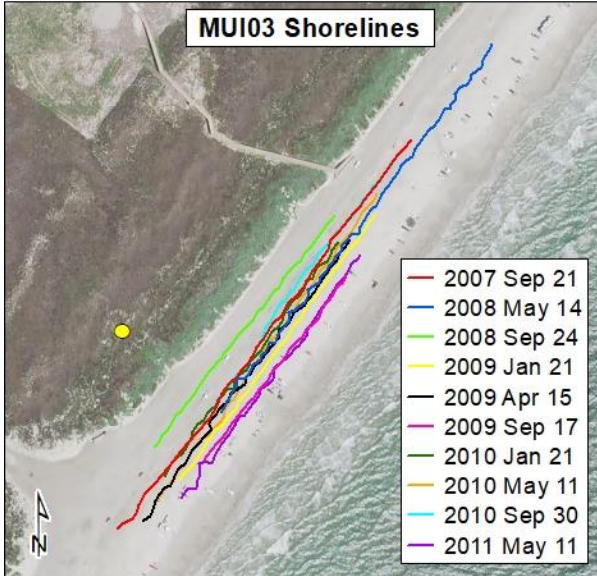 MUI03 Shorelines
2007 Sep 21
2008 May 14
2008 Sep 24
2009 Jan 21
2009 Apr 15
2009 Sep 17
2010 Jan 21
2010 May 11
2010 Sep 30
2011 May 11
N